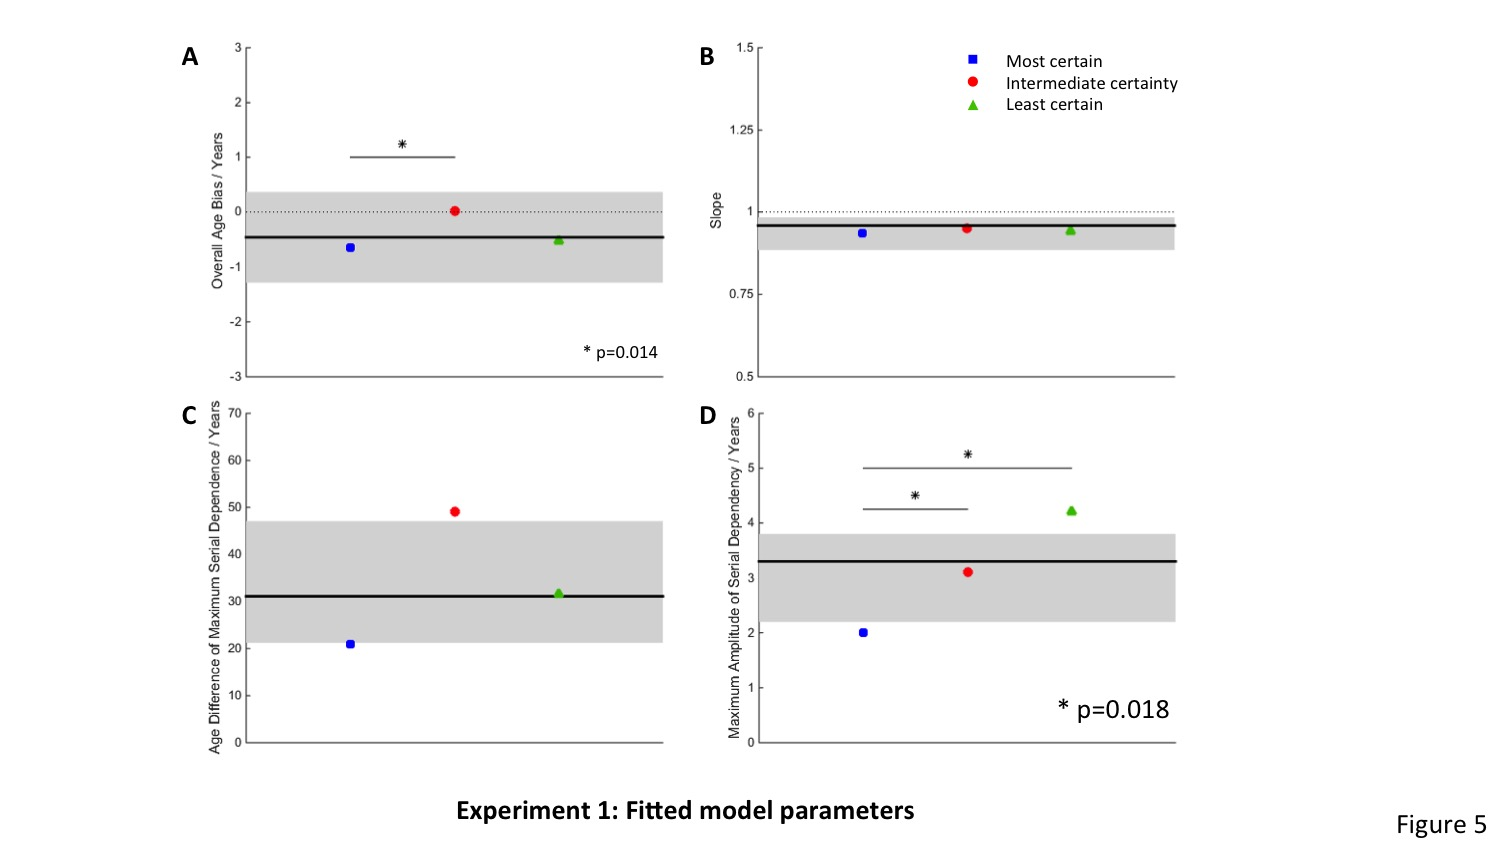 A
3
2
1
0
-1
-2
-3
Overall Age Bias / Years
*
* p=0.014
B
1.5
1.25
1
0.75
0.5
Slope
Most certain
Intermediate certainty
Least certain
C
70
60
50
40
30
20
10
0
Age Difference of Maximum Serial Dependence / Years
D
6
5
4
3
2
1
0
Maximum Amplitude of Serial Dependency / Years
*
*
* p=0.018
Experiment 1: Fitted model parameters
Figure 5